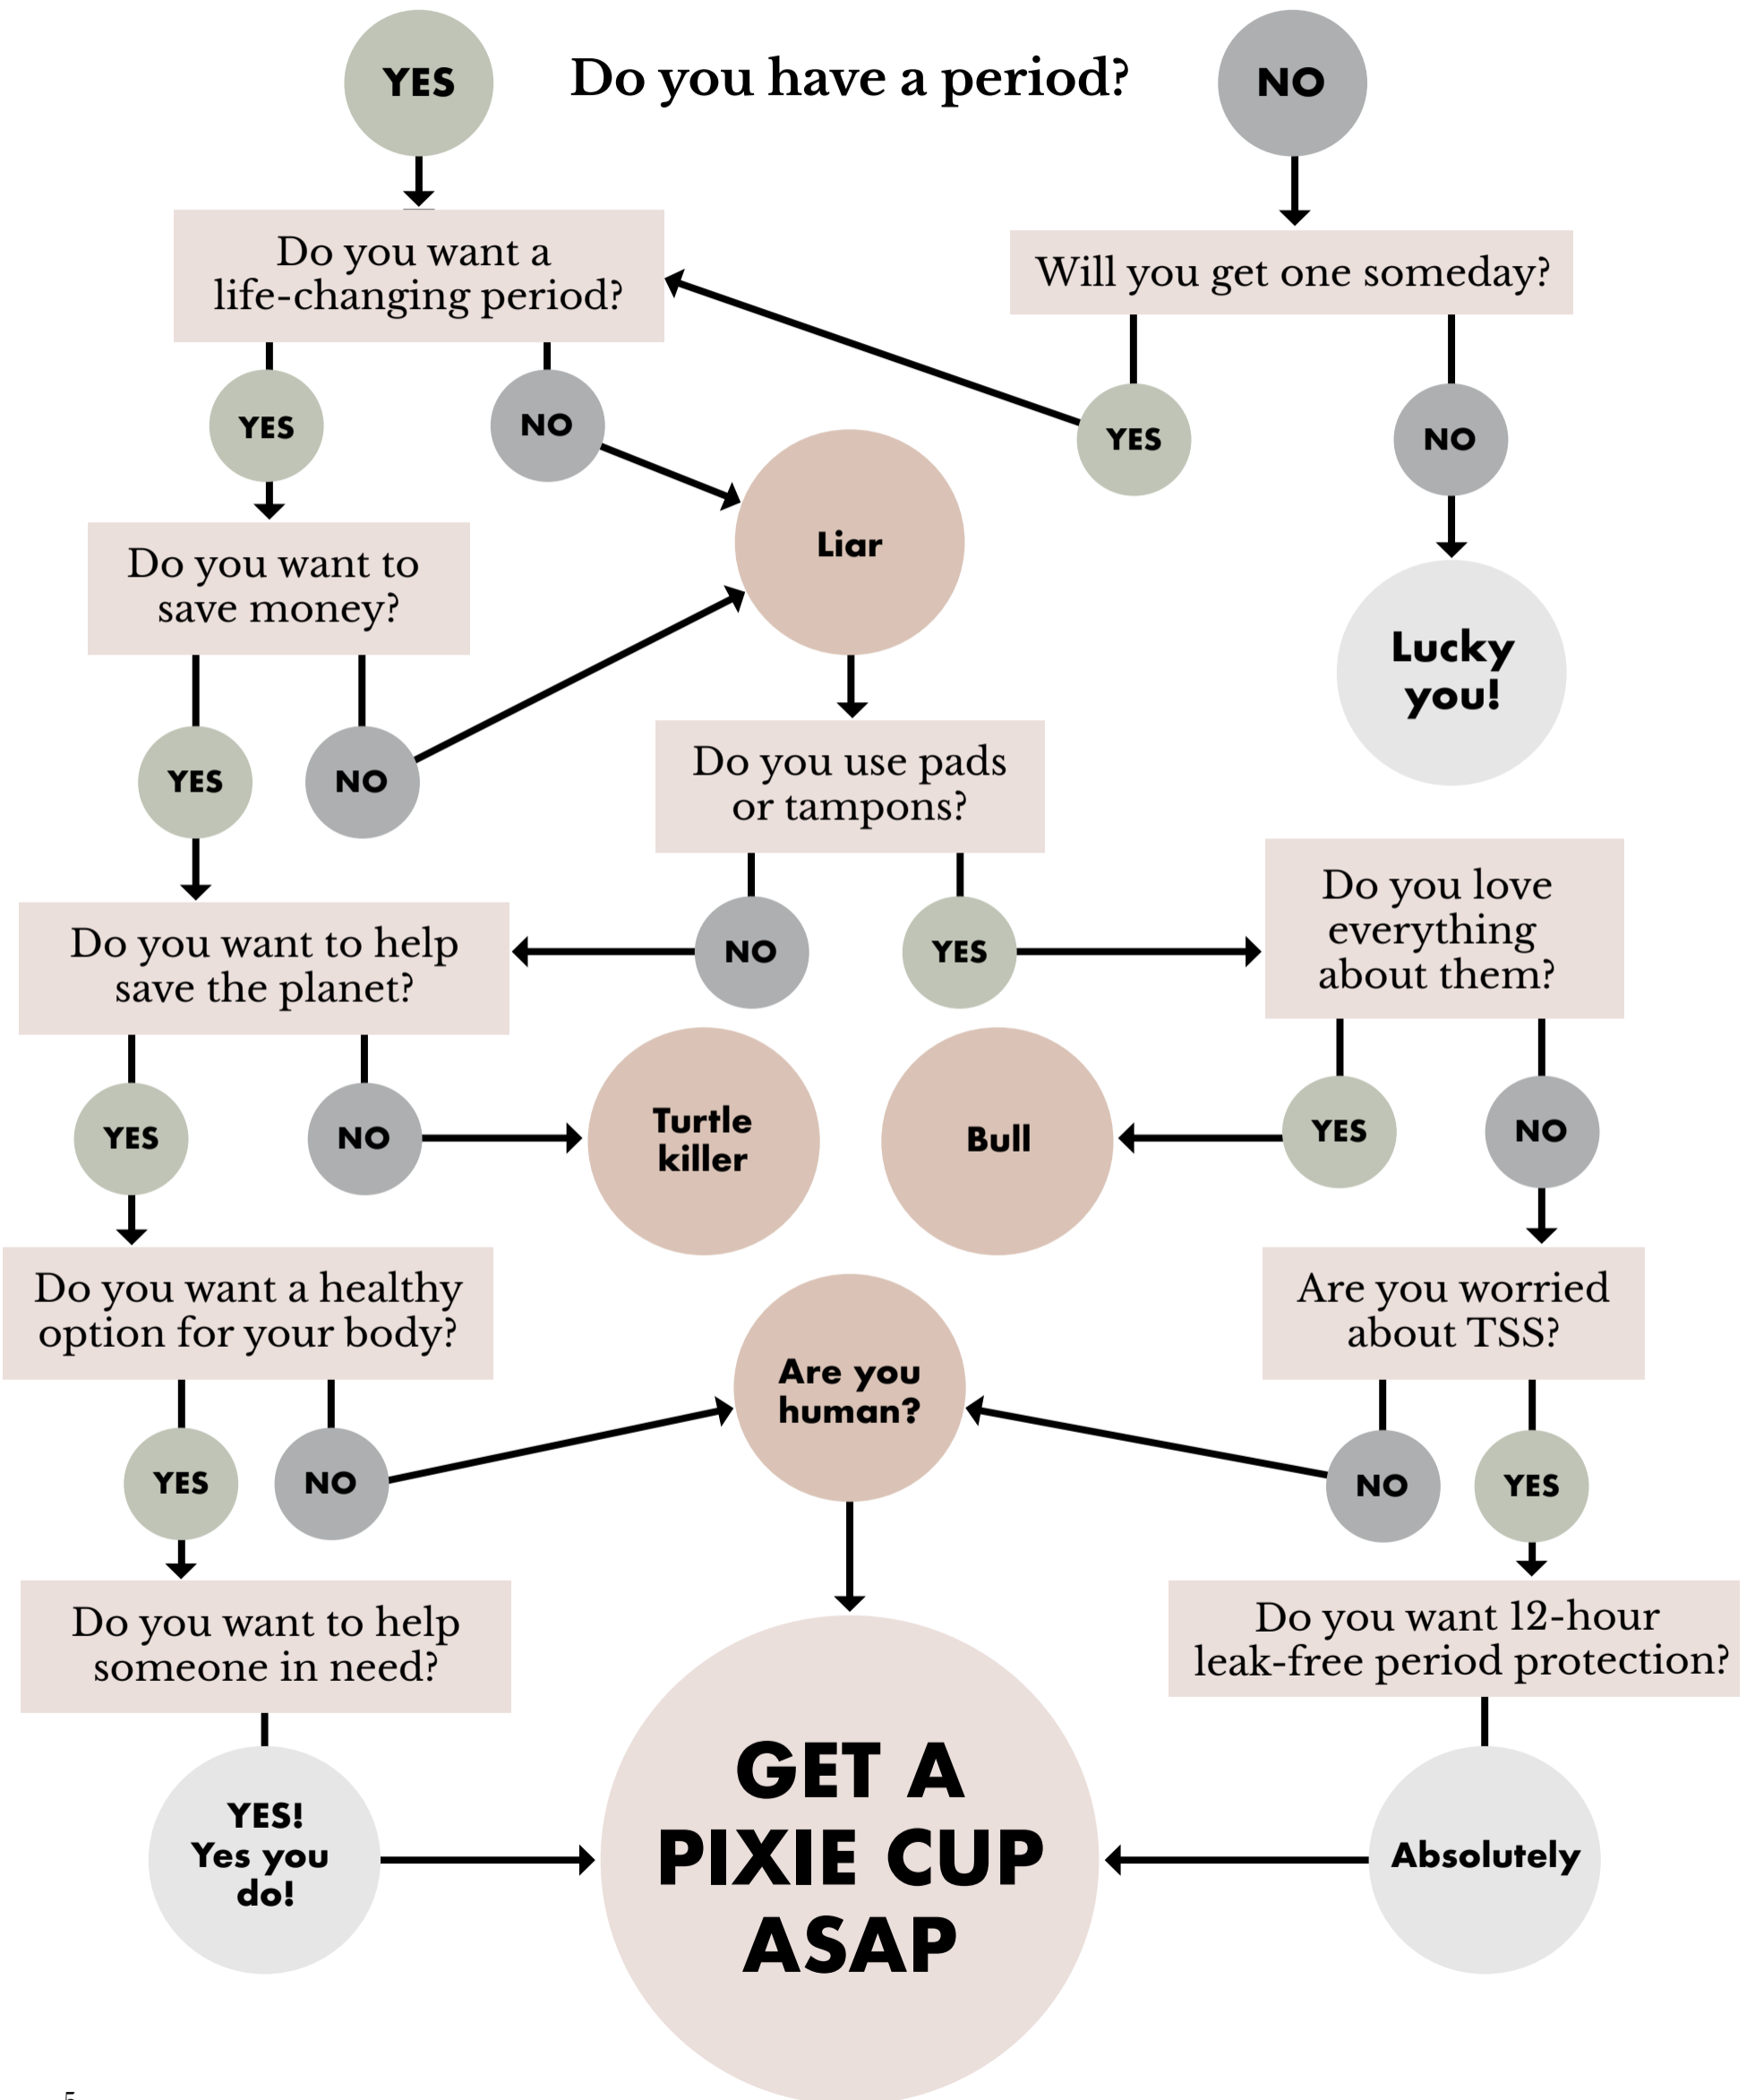 YES
Do you have a period?
NO
Do you want a
life-changing period?
Will you get one someday?
YES
NO
YES
NO
Liar
Do you want to
save money?
Lucky
you!
YES
NO
Do you use pads
or tampons?
Do you love
everything
about them?
Do you want to help
save the planet?
NO
YES
YES
NO
Turtle
killer
Bull
YES
NO
Do you want a healthy
option for your body?
Are you
human?
Are you worried
about TSS?
YES
NO
NO
YES
Do you want to help
someone in need?
Do you want 12-hour
leak-free period protection?
YES!
Yes you
do!
GET A
PIXIE CUP
ASAP
Absolutely